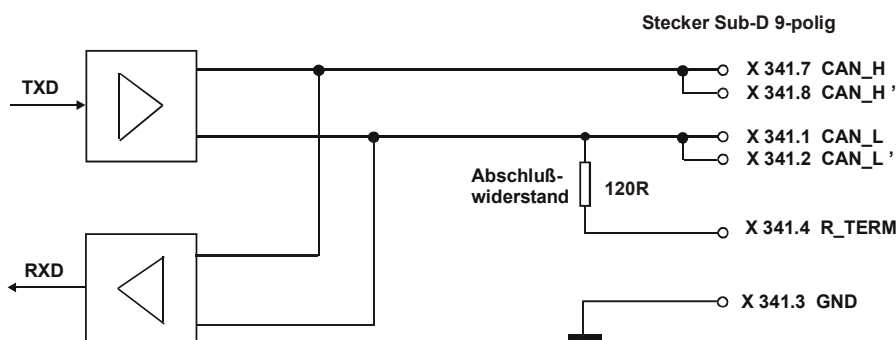 Stecker Sub-D 9-polig
TXD
X 341.7 CAN_H
X 341.8 CAN_H '
X 341.1 CAN_L
X 341.2 CAN_L '
Abschluß-
widerstand
120R
X 341.4 R_TERM
RXD
X 341.3 GND